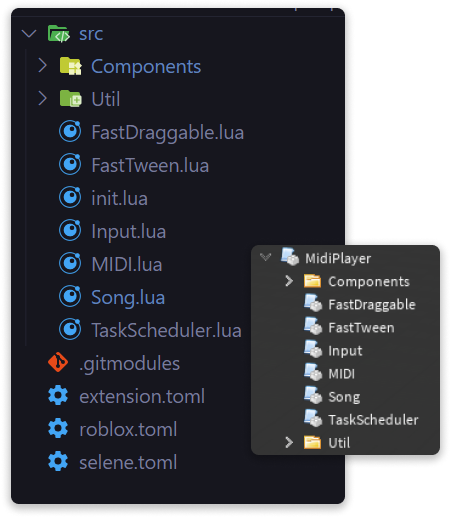 src
Components
Util
FastDraggable.lua
FastTween.lua
init.lua
Input.lua
MIDI.lua
Song.lua
TaskScheduler.lua
.gitmodules
extension.toml
roblox.toml
selene.toml
MidiPlayer
Components
FastDraggable
FastTween
Input
MIDI
Song
TaskScheduler
Util